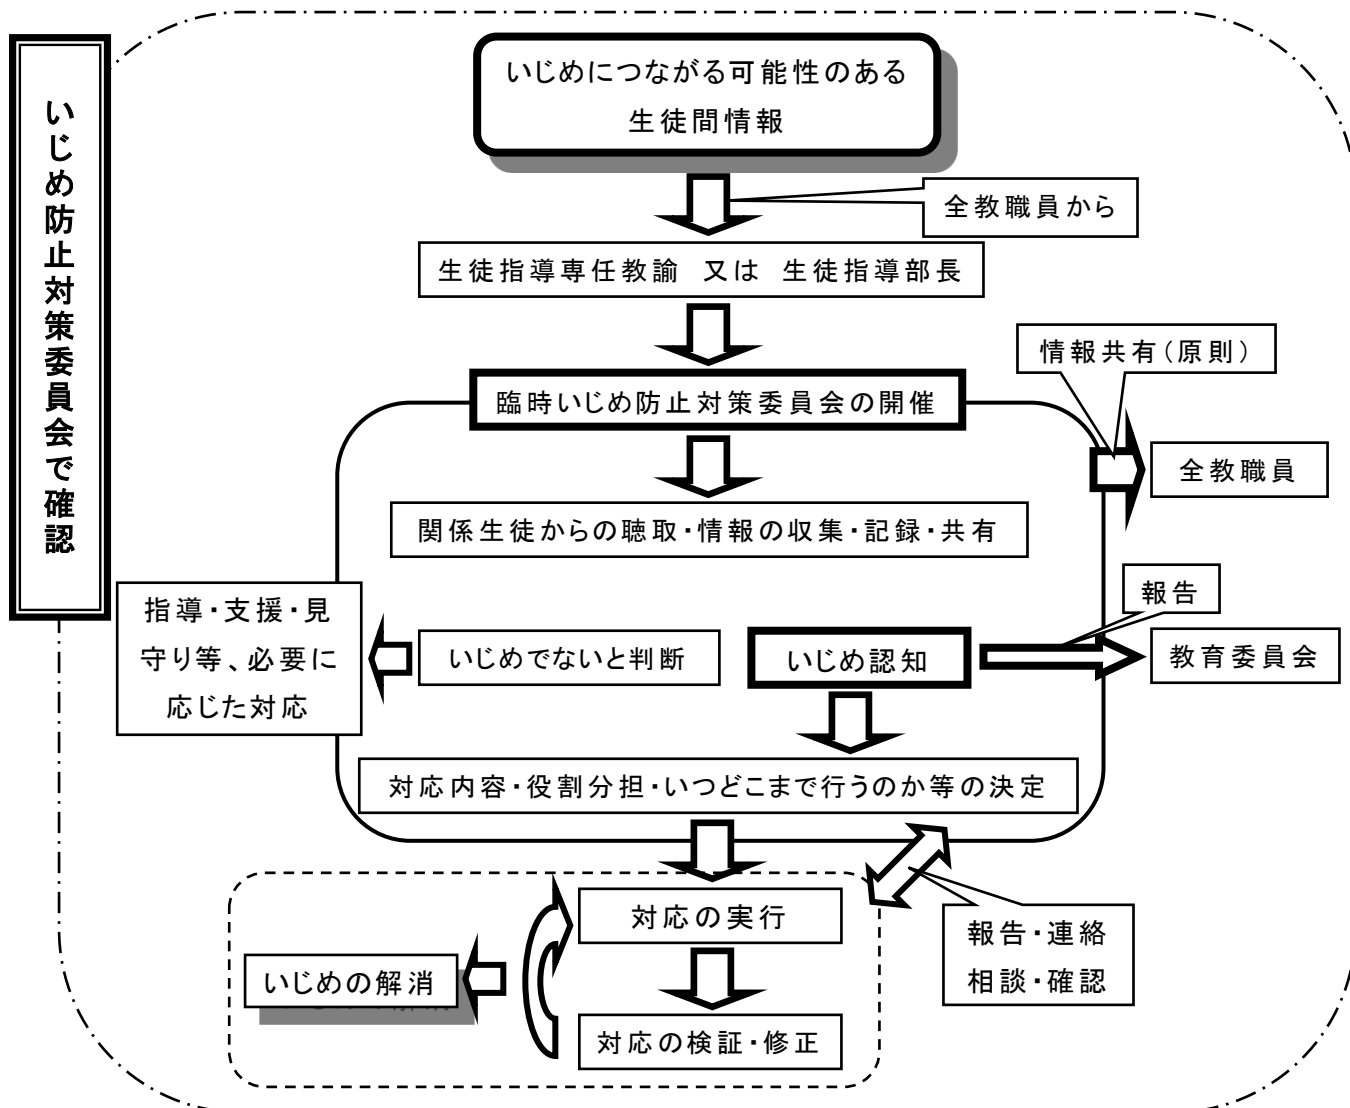 いじめ防止対策委員会で確認
いじめにつながる可能性のある
生徒間情報
全教職員から
生徒指導専任教諭　又は　生徒指導部長
情報共有(原則)
臨時いじめ防止対策委員会の開催
全教職員
関係生徒からの聴取・情報の収集・記録・共有
報告
指導・支援・見
守り等、必要に
応じた対応
いじめでないと判断
いじめ認知
教育委員会
対応内容・役割分担・いつどこまで行うのか等の決定
対応の実行
報告・連絡
相談・確認
いじめの解消
対応の検証・修正